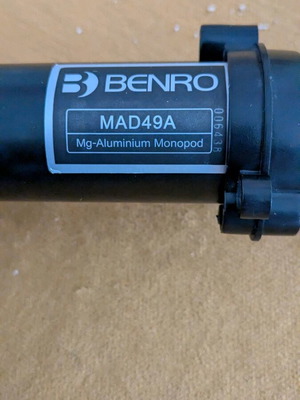 BENRO
MAD49A
Mg-Aluminium Monopod
006438